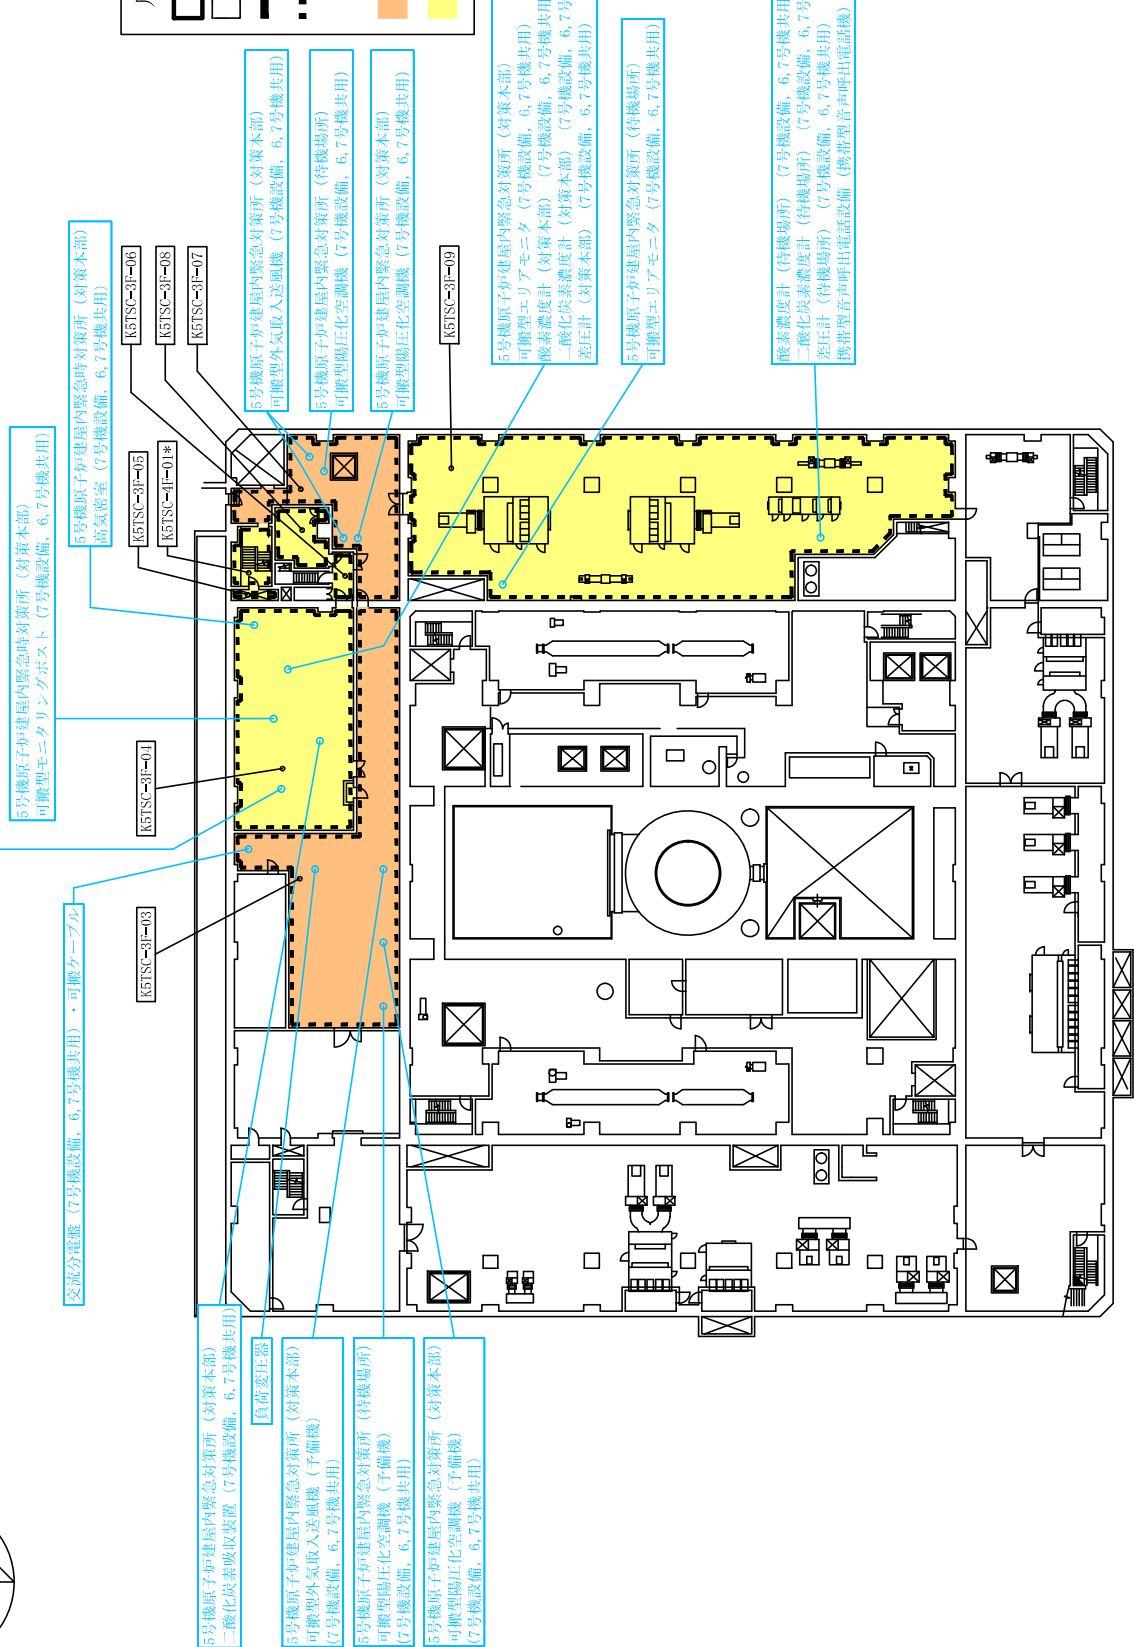 5号機原子炉建屋内緊急時対策所（対策本部）
可搬型モニタリングポスト（7号機設備，6,7号機共用）
5号機原子炉建屋内緊急時対策所（対策本部）
高気密室（7号機設備，6,7号機共用）
交流分電盤（7号機設備，6,7号機共用）・可搬ケーブル
K5TSC-3F-06
K5TSC-3F-08
K5TSC-3F-07
K5TSC-3F-05
K5TSC-4F-01*
K5TSC-3F-04
K5TSC-3F-03
K5TSC-3F-09
5号機原子炉建屋内緊急対策所（対策本部）
可搬型外気取入送風機（7号機設備，6,7号機共用）
5号機原子炉建屋内緊急対策所（待機場所）
可搬型陽圧化空調機（7号機設備，6,7号機共用）
5号機原子炉建屋内緊急対策所（対策本部）
可搬型陽圧化空調機（7号機設備，6,7号機共用）
5号機原子炉建屋内緊急対策所（対策本部）
可搬型エリアモニタ（7号機設備，6,7号機共用）
酸素濃度計（対策本部）（7号機設備，6,7号機共用
二酸化炭素濃度計（対策本部）（7号機設備，6,7号
差圧計（対策本部）（7号機設備，6,7号機共用）
5号機原子炉建屋内緊急対策所（待機場所）
可搬型エリアモニタ（7号機設備，6,7号機共用）
酸素濃度計（待機場所）（7号機設備，6,7号機共用
二酸化炭素濃度計（待機場所）（7号機設備，6,7号
差圧計（待機場所）（7号機設備，6,7号機共用）
携帯型音声呼出電話設備（携帯型音声呼出電話機）
5号機原子炉建屋内緊急対策所（対策本部）
二酸化炭素吸収装置（7号機設備，6,7号機共用）
負荷変圧器
5号機原子炉建屋内緊急対策所（対策本部）
可搬型外気取入送風機（予備機）
(7号機設備，6,7号機共用)
5号機原子炉建屋内緊急対策所（待機場所）
可搬型陽圧化空調機（予備機）
(7号機設備，6,7号機共用)
5号機原子炉建屋内緊急対策所（対策本部）
可搬型陽圧化空調機（予備機）
(7号機設備，6,7号機共用)